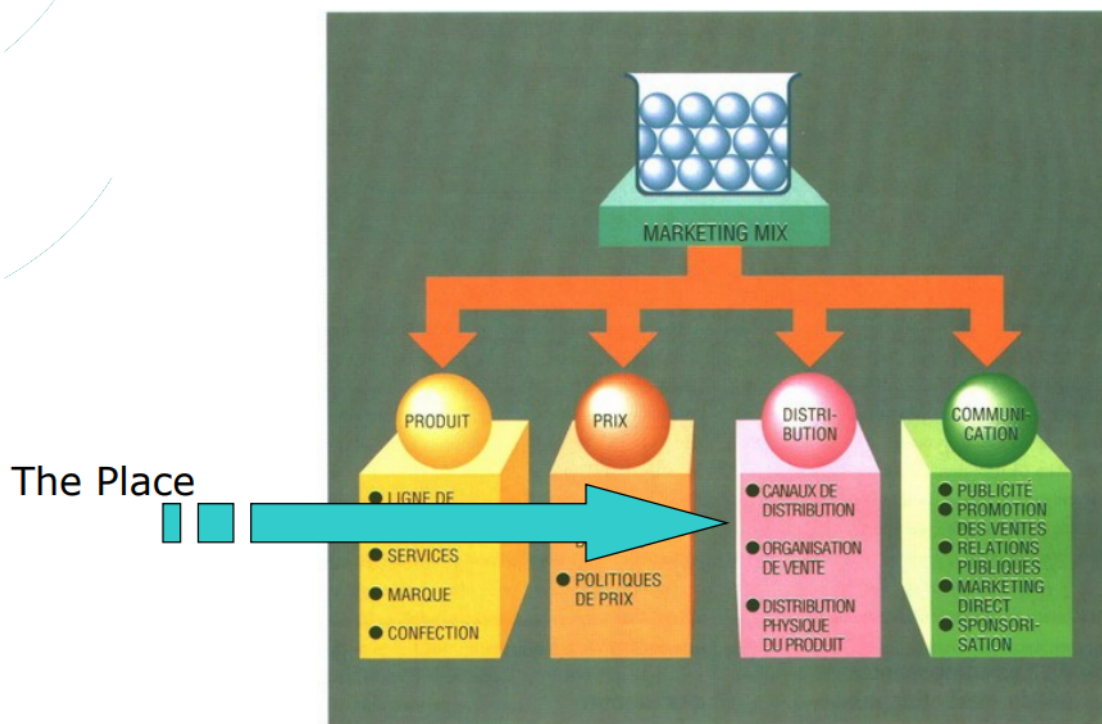 MARKETING MIX
PRODUIT
PRIX
DISTRI-
BUTION
COMMUNI-
CATION
The Place
LIGNE DE
SERVICES
MARQUE
CONFECTION
POLITIQUES
DE PRIX
CANAUX DE
DISTRIBUTION
ORGANISATION
DE VENTE
DISTRIBUTION
PHYSIQUE
DU PRODUIT
PUBLICITÉ
PROMOTION
DES VENTES
RELATIONS
PUBLIQUES
MARKETING
DIRECT
SPONSORI-
SATION